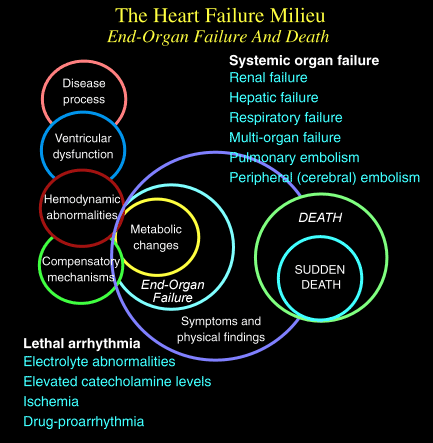 The Heart Failure Milieu
End-Organ Failure And Death
Systemic organ failure
Renal failure
Hepatic failure
Respiratory failure
Multi-organ failure
Pulmonary embolism
Peripheral (cerebral) embolism
Disease
process
Ventricular
dysfunction
Hemodynamic
abnormalities
Compensatory
mechanisms
Metabolic
changes
End-Organ
Failure
DEATH
SUDDEN
DEATH
Symptoms and
physical findings
Lethal arrhythmia
Electrolyte abnormalities
Elevated catecholamine levels
Ischemia
Drug-proarrhythmia